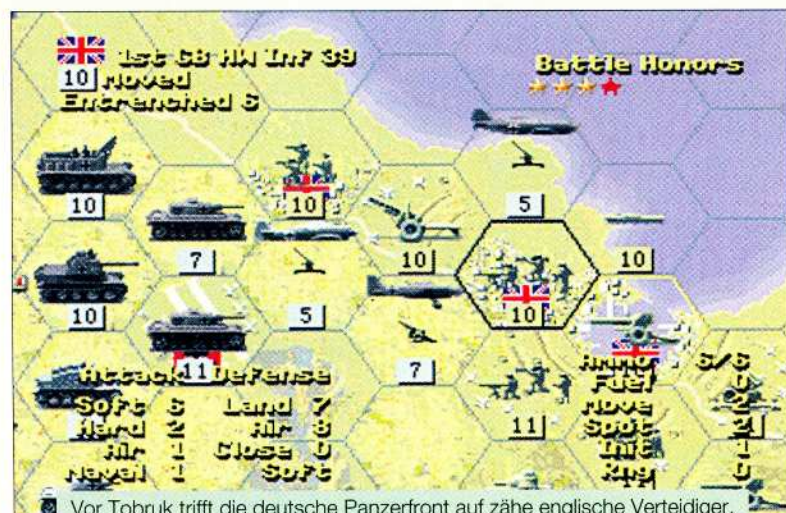 1st GB HW Inf 39
10 Moved
Entrenched 6
Battle Honors
10
10
5
7
10
10
10
5
10
11
7
11
Attack Defense
Soft 6 Land 7
Hard 2 Air 8
Air 1 Close 0
Naval 1 Soft
Ammo 6/6
Fuel 0
Move 2
Spot 2
Init 1
Rng 0
Vor Tobruk trifft die deutsche Panzerfront auf zähe englische Verteidiger.